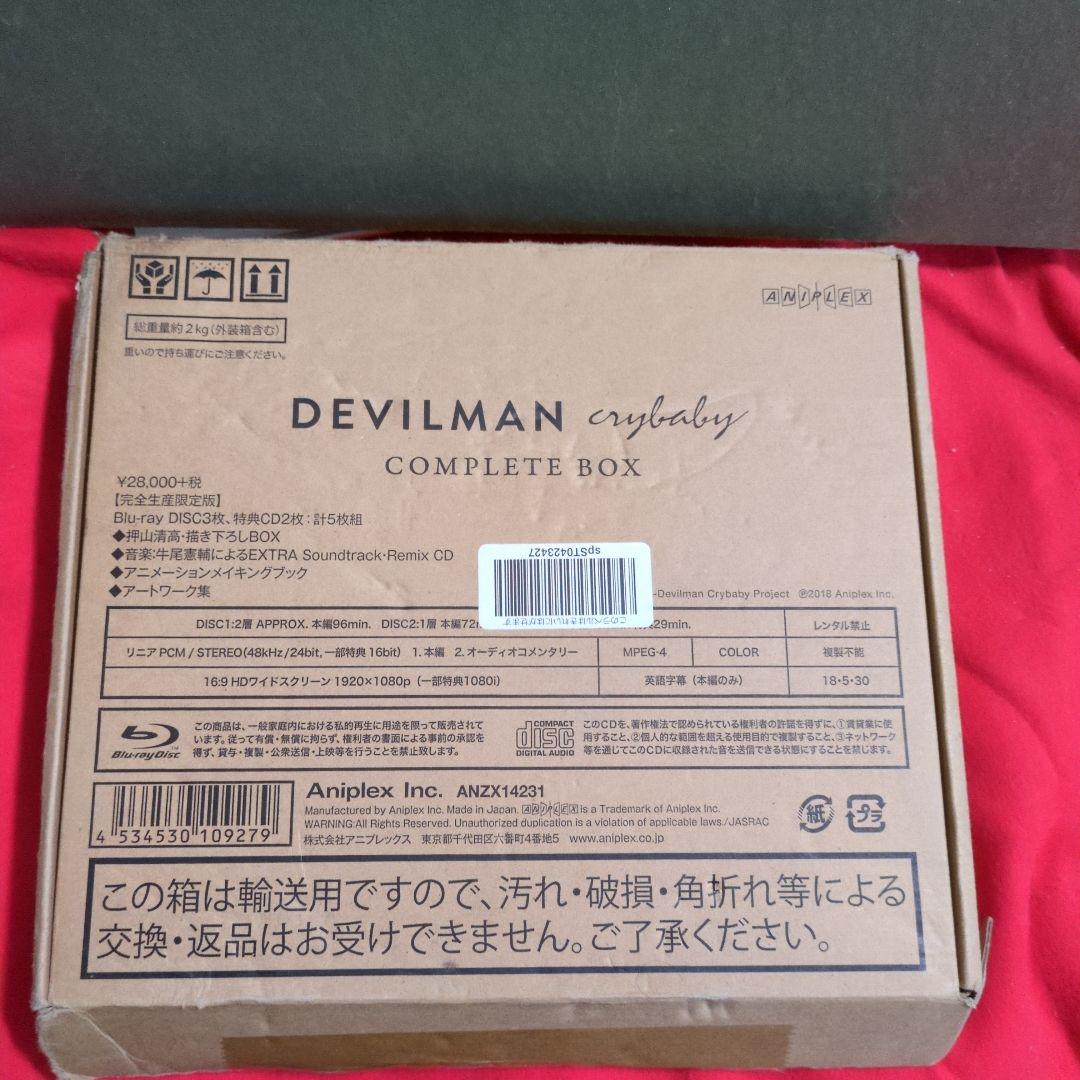 ANIPLEX
総重量約2kg(外装箱含む)
重いので持ち運びにご注意ください。
DEVILMAN crybaby
COMPLETE BOX
¥28,000+税
【完全生産限定版】
Blu-ray DISC3枚、特典CD2枚：計5枚組
◆押山清高・描き下ろしBOX
◆音楽：牛尾憲輔によるEXTRA Soundtrack・Remix CD
◆アニメーションメイキングブック
◆アートワーク集
spST0423427
このラベルはきれいにはがせます
-Devilman Crybaby Project ℗2018 Aniplex Inc.
DISC1:2層 APPROX. 本編96min. DISC2:1層 本編72 29min. レンタル禁止
リニア PCM / STEREO(48kHz/24bit, 一部特典 16bit) 1. 本編 2. オーディオコメンタリー MPEG-4 COLOR 複製不能
16:9 HDワイドスクリーン 1920×1080p (一部特典1080i) 英語字幕(本編のみ) 18・5・30
Blu-ray Disc™
この商品は、一般家庭内における私的再生に用途を限って販売されて
います。従って有償・無償に拘らず、権利者の書面による事前の承認を
得ず、貸与・複製・公衆送信・上映等を行うことを禁止致します。
COMPACT
disc
DIGITAL AUDIO
このCDを、著作権法で認められている権利者の許諾を得ずに、①賃貸業に使
用すること、②個人的な範囲を超える使用目的で複製すること、③ネットワーク
等を通じてこのCDに収録された音を送信できる状態にすることを禁じます。
4 534530 109279
Aniplex Inc. ANZX14231
Manufactured by Aniplex Inc. Made in Japan. ANIPLEX is a Trademark of Aniplex Inc.
WARNING:All Rights Reserved. Unauthorized duplication is a violation of applicable laws./JASRAC
株式会社アニプレックス 東京都千代田区六番町4番地5 www.aniplex.co.jp
紙
プラ
この箱は輸送用ですので、汚れ・破損・角折れ等による
交換・返品はお受けできません。ご了承ください。